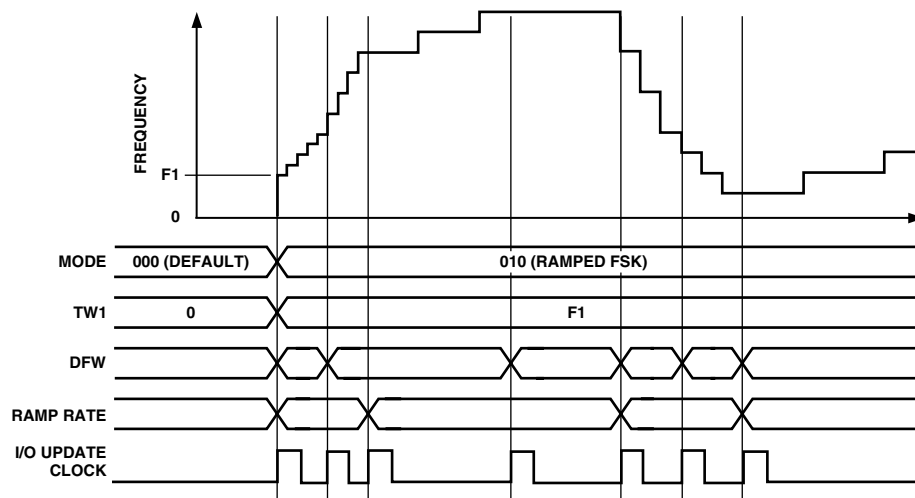 FREQUENCY
F1
0
MODE 000 (DEFAULT) 010 (RAMPED FSK)
TW1 0 F1
DFW
RAMP RATE
I/O UPDATE
CLOCK